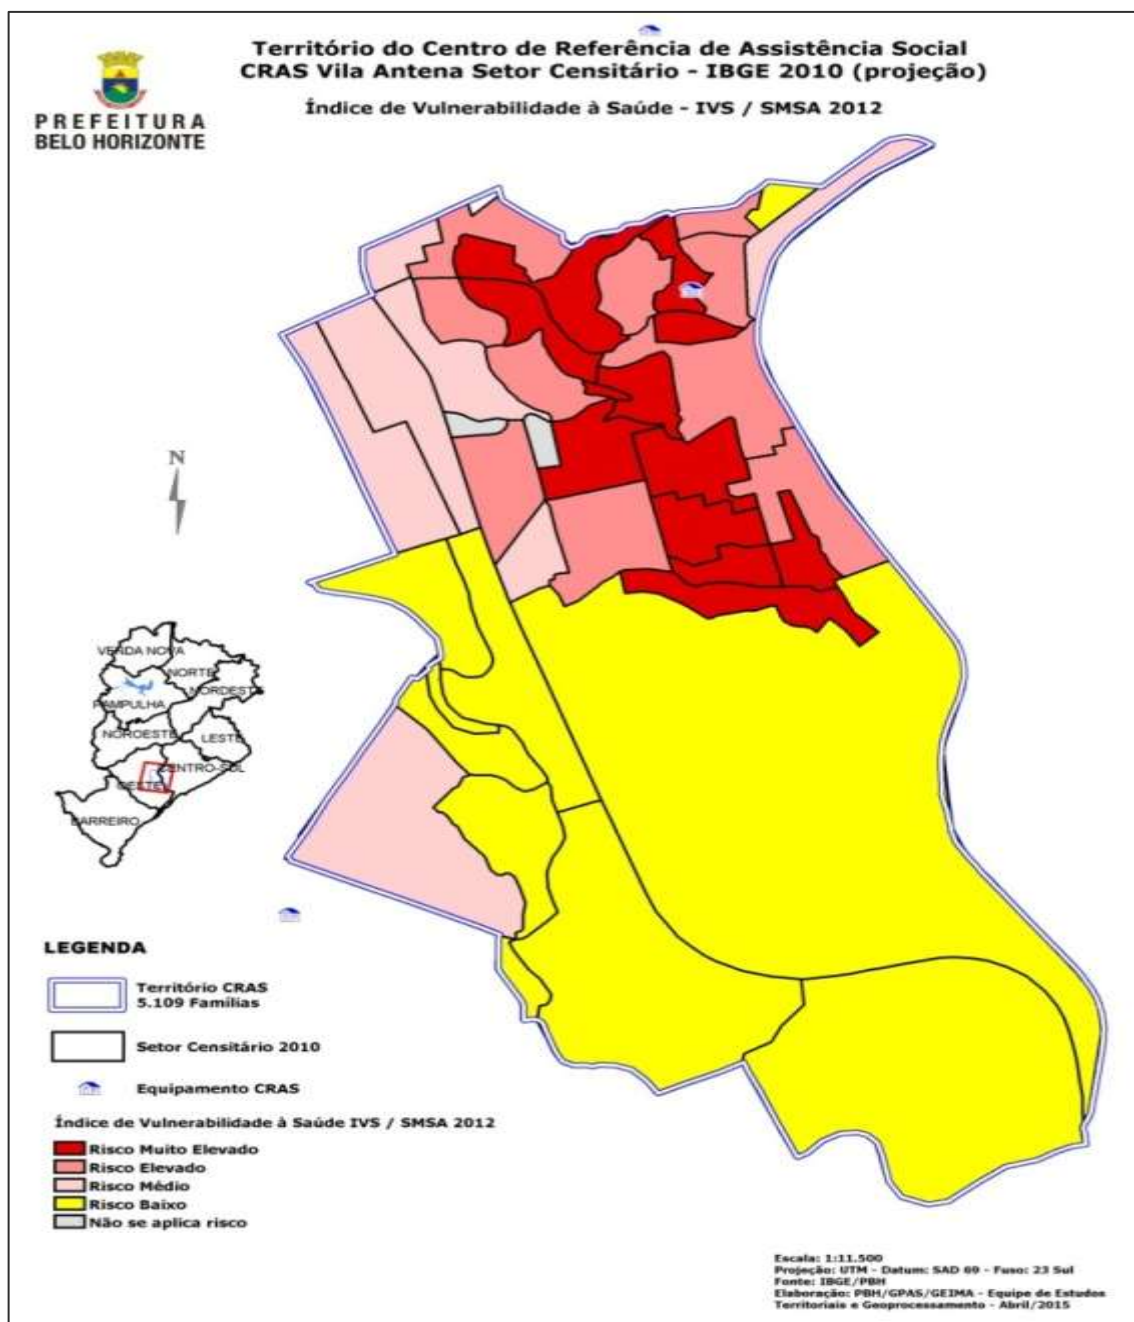 Território do Centro de Referência de Assistência Social
CRAS Vila Antena Setor Censitário - IBGE 2010 (projeção)
Índice de Vulnerabilidade à Saúde - IVS / SMSA 2012
PREFEITURA
BELO HORIZONTE
N
VENDA NOVA
NORTE
NORDESTE
PAMPULHA
NOROESTE
LESTE
CENTRO-SUL
OESTE
BARREIRO
LEGENDA
Território CRAS
5.109 Famílias
Setor Censitário 2010
Equipamento CRAS
Índice de Vulnerabilidade à Saúde IVS / SMSA 2012
Risco Muito Elevado
Risco Elevado
Risco Médio
Risco Baixo
Não se aplica risco
Escala: 1:11.500
Projeção: UTM - Datum: SAD 69 - Fuso: 23 Sul
Fonte: IBGE/PBH
Elaboração: PBH/GPAS/GEIMA - Equipe de Estudos
Territoriais e Geoprocessamento - Abril/2015